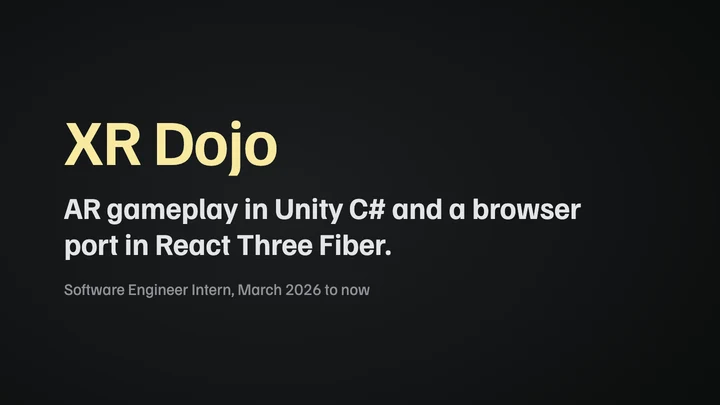 XR Dojo
AR gameplay in Unity C# and a browser
port in React Three Fiber.
Software Engineer Intern, March 2026 to now